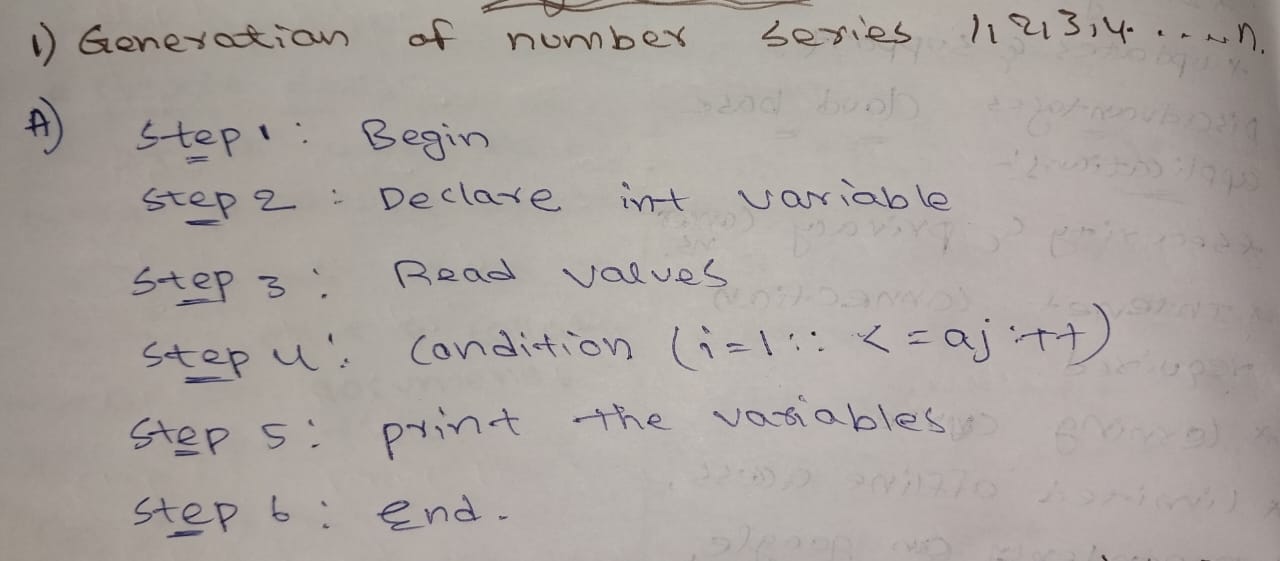 1) Generation of number series 1,2,3,4.....n.
A) Step 1: Begin
Step 2: Declare int variable
Step 3: Read values
Step 4: Condition (i=1:: <=aj:++)
Step 5: print the variables
Step 6: End.